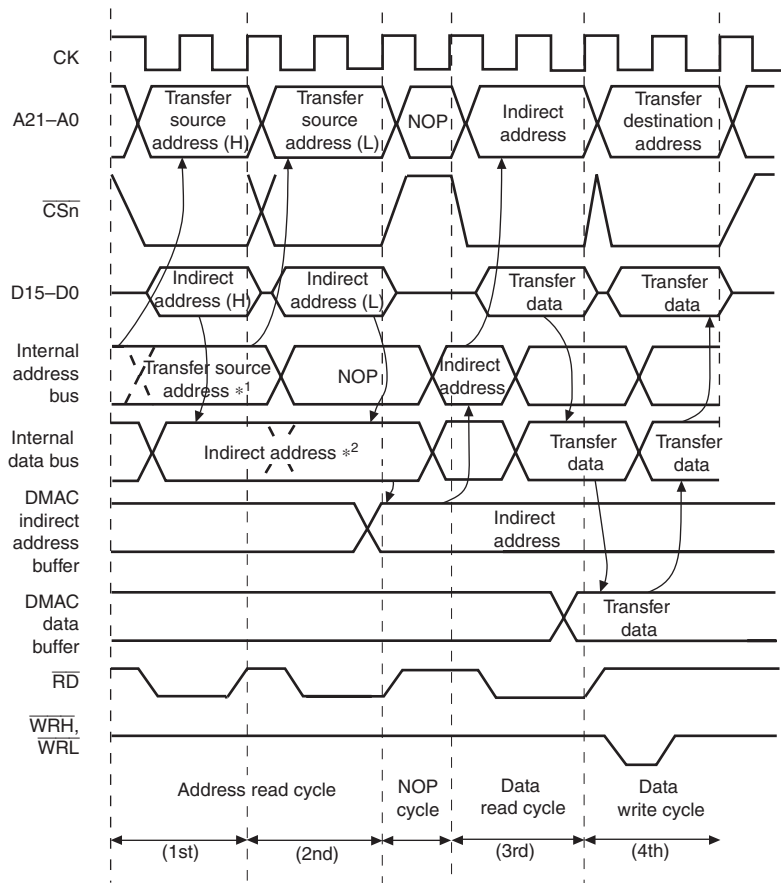 CK
A21–A0
Transfer
source
address (H)
Transfer
source
address (L)
NOP
Indirect
address
Transfer
destination
address
CSn
D15–D0
Indirect
address (H)
Indirect
address (L)
Transfer
data
Transfer
data
Internal
address
bus
Transfer source
address *1
NOP
Indirect
address
Internal
data bus
Indirect address *2
Transfer
data
Transfer
data
DMAC
indirect
address
buffer
Indirect
address
DMAC
data
buffer
Transfer
data
RD
WRH,
WRL
Address read cycle
NOP
cycle
Data
read cycle
Data
write cycle
(1st)
(2nd)
(3rd)
(4th)